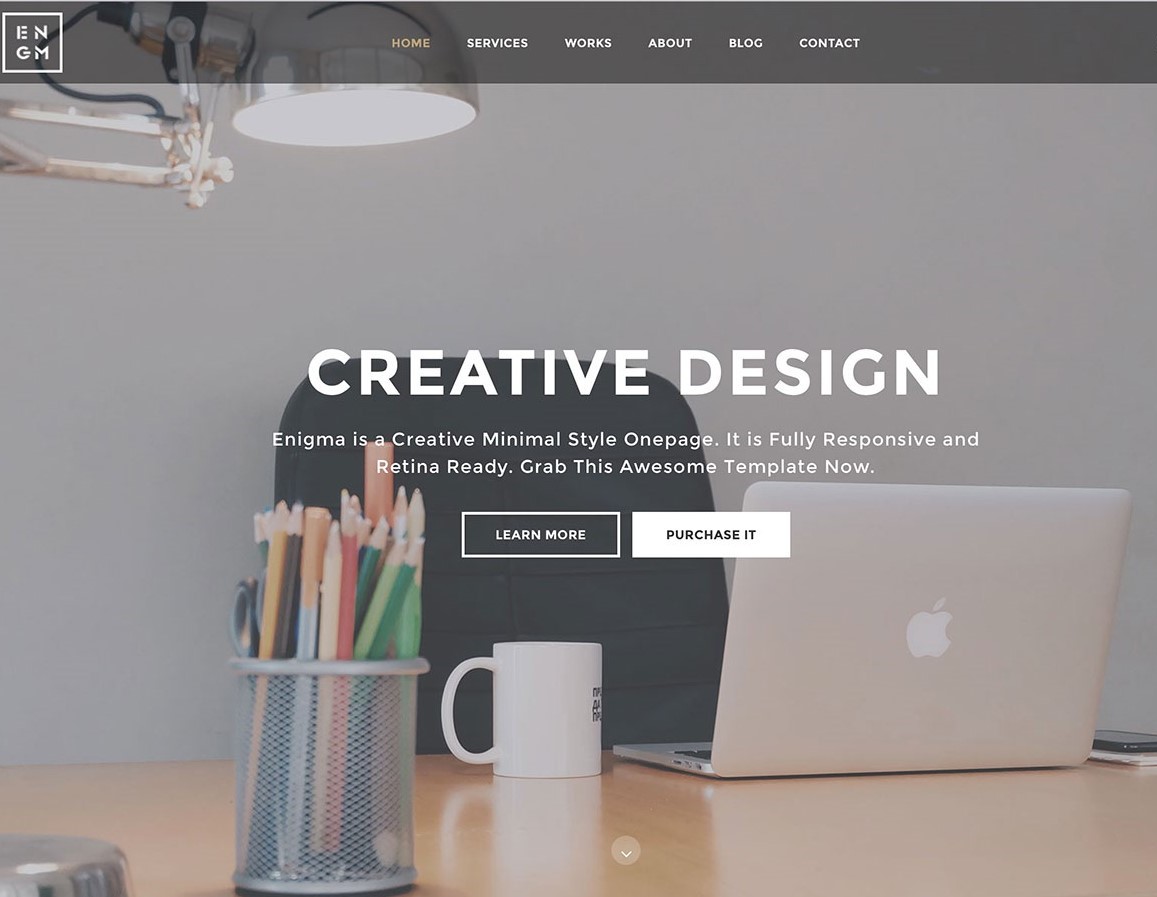 EN
GM
HOME SERVICES WORKS ABOUT BLOG CONTACT
CREATIVE DESIGN
Enigma is a Creative Minimal Style Onepage. It is Fully Responsive and
Retina Ready. Grab This Awesome Template Now.
LEARN MORE PURCHASE IT